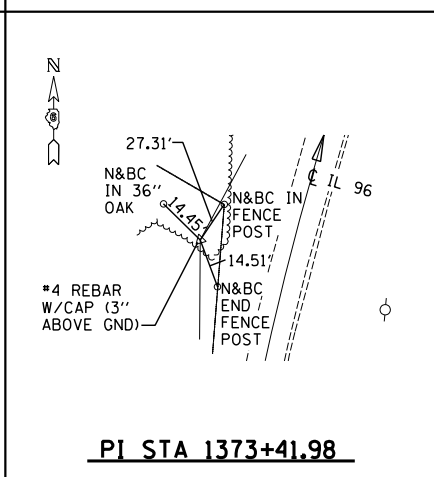 N
27.31'
N&BC
IN 36"
OAK
14.45'
N&BC IN
FENCE
POST
℄ IL 96
14.51'
N&BC
END
FENCE
POST
#4 REBAR
W/CAP (3"
ABOVE GND)
PI STA 1373+41.98